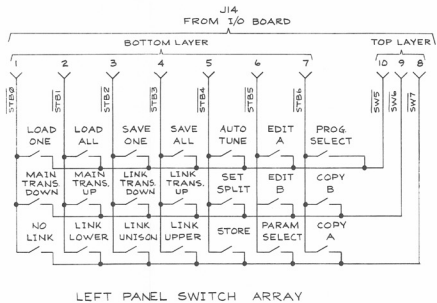 J14
FROM I/O BOARD
BOTTOM LAYER
TOP LAYER
1 2 3 4 5 6 7 10 9 8
STBØ STB1 STB2 STB3 STB4 STB5 STB6 SW5 SW6 SW7
LOAD ONE
LOAD ALL
SAVE ONE
SAVE ALL
AUTO TUNE
EDIT A
PROG. SELECT
MAIN TRANS. DOWN
MAIN TRANS. UP
LINK TRANS. DOWN
LINK TRANS. UP
SET SPLIT
EDIT B
COPY B
NO LINK
LINK LOWER
LINK UNISON
LINK UPPER
STORE
PARAM SELECT
COPY A
LEFT PANEL SWITCH ARRAY